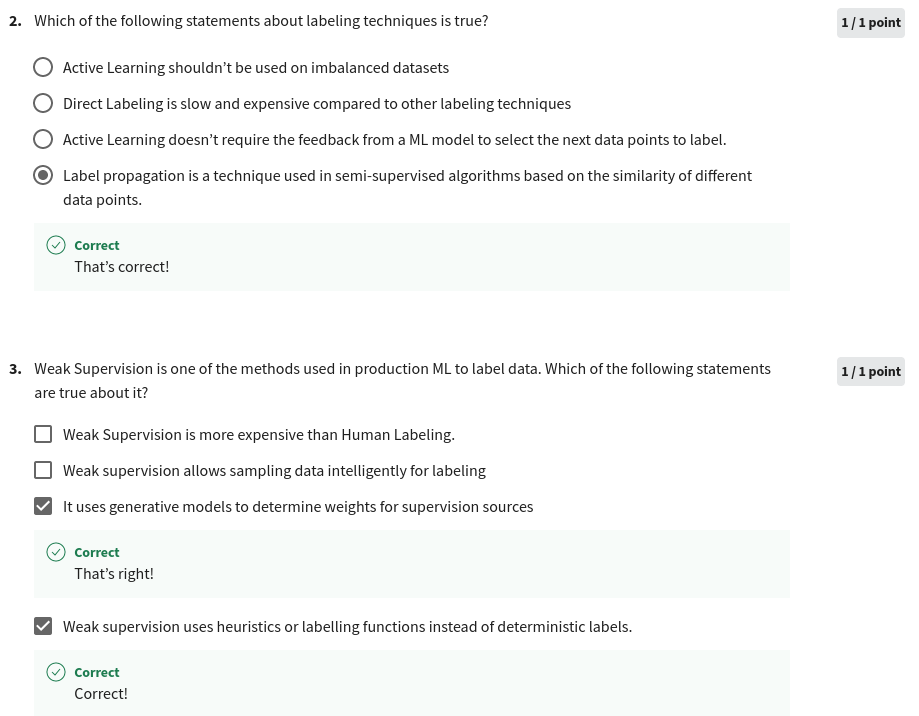 2. Which of the following statements about labeling techniques is true?
1 / 1 point
Active Learning shouldn't be used on imbalanced datasets
Direct Labeling is slow and expensive compared to other labeling techniques
Active Learning doesn't require the feedback from a ML model to select the next data points to label.
Label propagation is a technique used in semi-supervised algorithms based on the similarity of different
data points.
Correct
That's correct!
3. Weak Supervision is one of the methods used in production ML to label data. Which of the following statements
are true about it?
1 / 1 point
Weak Supervision is more expensive than Human Labeling.
Weak supervision allows sampling data intelligently for labeling
It uses generative models to determine weights for supervision sources
Correct
That's right!
Weak supervision uses heuristics or labelling functions instead of deterministic labels.
Correct
Correct!